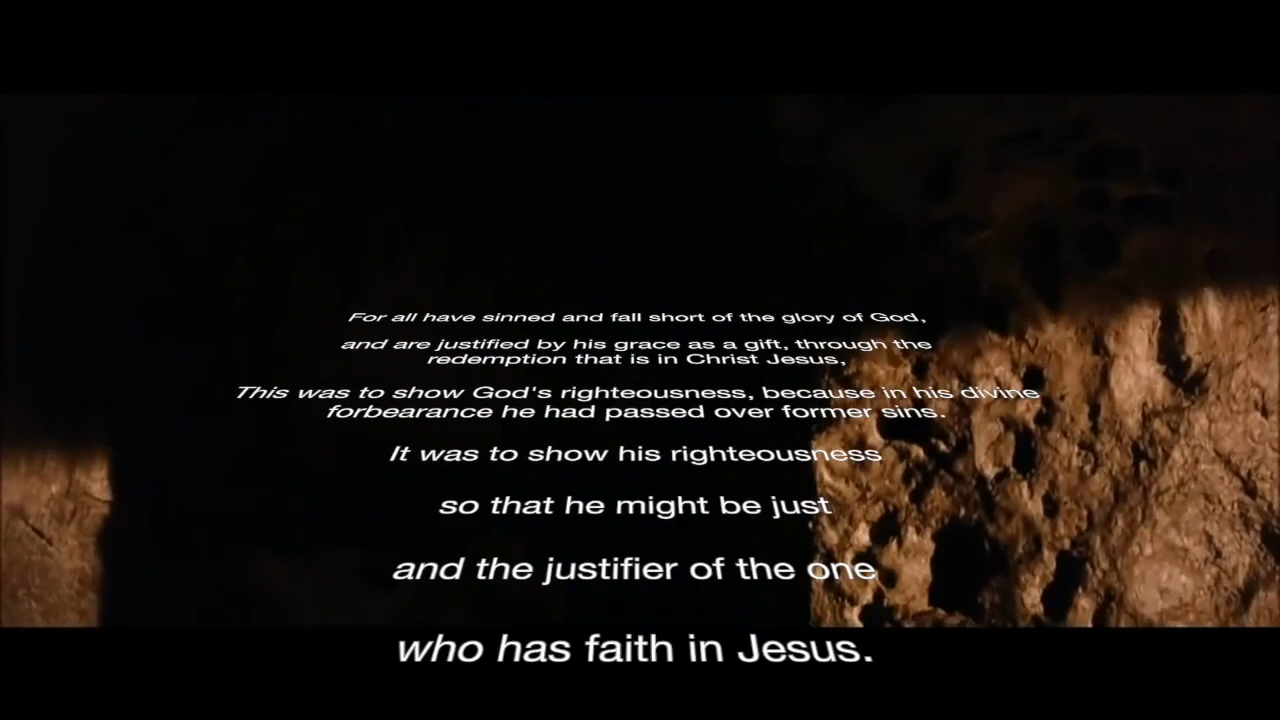 For all have sinned and fall short of the glory of God,
and are justified by his grace as a gift, through the
redemption that is in Christ Jesus,
This was to show God's righteousness, because in his divine
forbearance he had passed over former sins.
It was to show his righteousness
so that he might be just
and the justifier of the one
who has faith in Jesus.